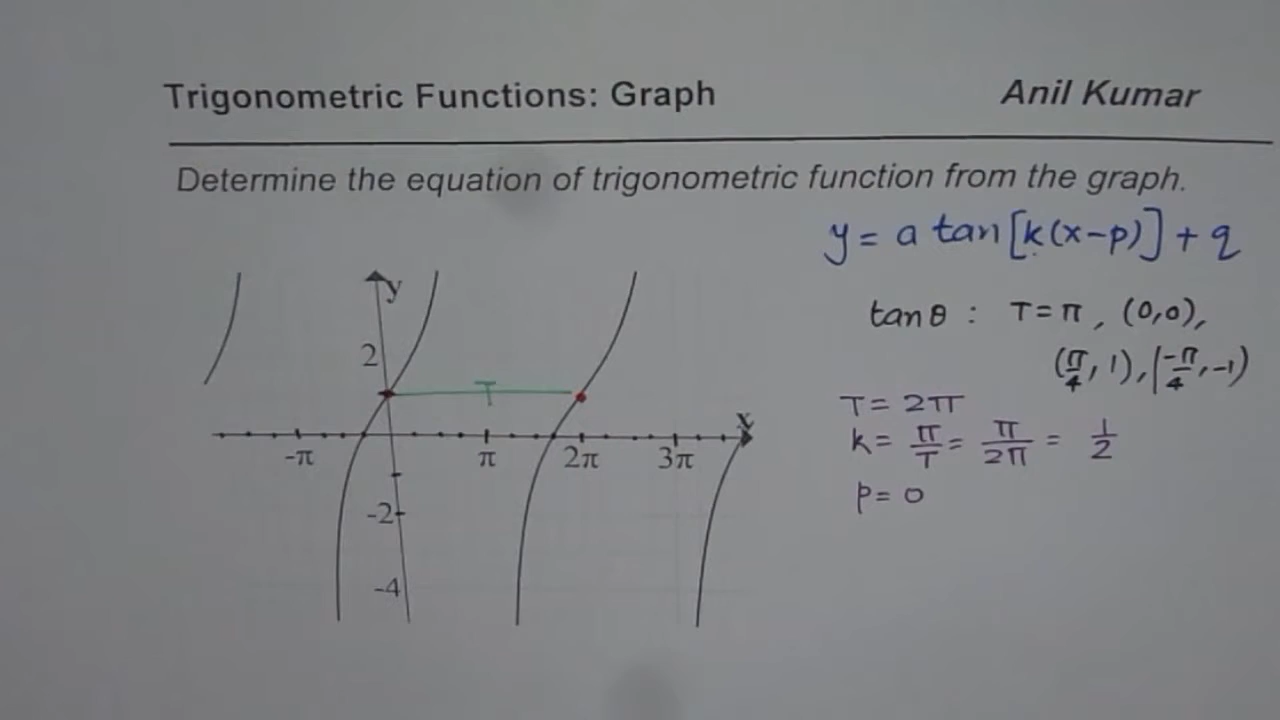 Trigonometric Functions: Graph Anil Kumar
Determine the equation of trigonometric function from the graph.
y = a tan[k(x-p)] + q
tanθ : T = π , (0,0),
(π/4, 1), (-π/4, -1)
T = 2π
k = π/T = π/2π = 1/2
p = 0
y
2
T
x
-π π 2π 3π
-2
-4